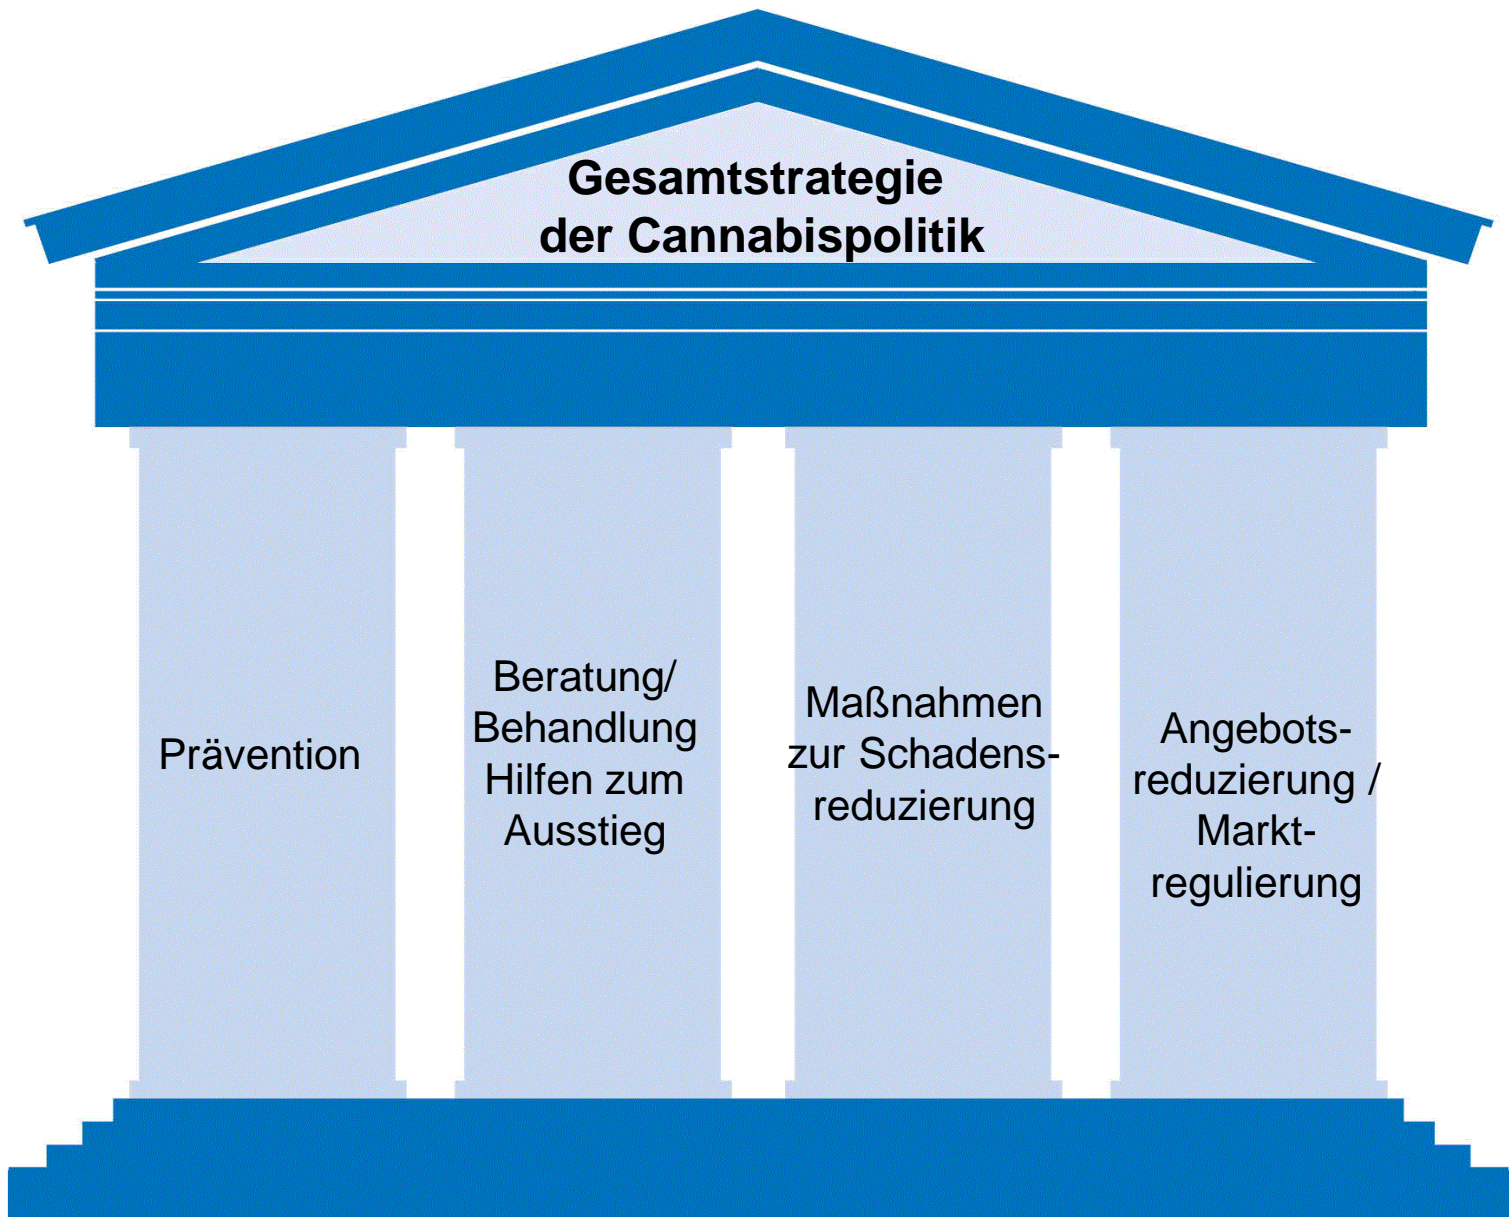 Gesamtstrategie
der Cannabispolitik
Prävention
Beratung/
Behandlung
Hilfen zum
Ausstieg
Maßnahmen
zur Schadens-
reduzierung
Angebots-
reduzierung /
Markt-
regulierung